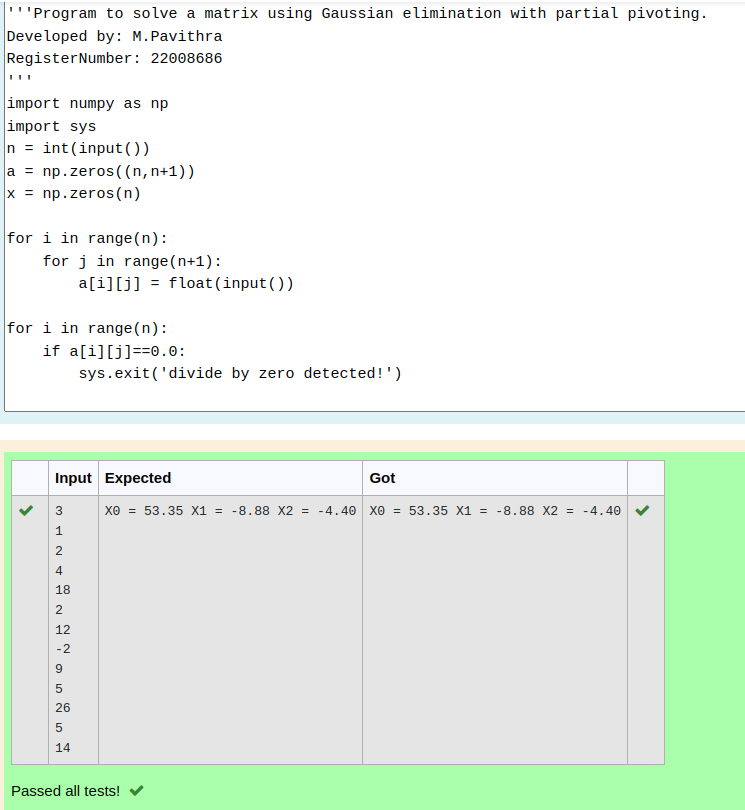 '''Program to solve a matrix using Gaussian elimination with partial pivoting.
Developed by: M.Pavithra
RegisterNumber: 22008686
'''
import numpy as np
import sys
n = int(input())
a = np.zeros((n,n+1))
x = np.zeros(n)

for i in range(n):
    for j in range(n+1):
        a[i][j] = float(input())

for i in range(n):
    if a[i][j]==0.0:
        sys.exit('divide by zero detected!')

Input Expected Got
3 X0 = 53.35 X1 = -8.88 X2 = -4.40 X0 = 53.35 X1 = -8.88 X2 = -4.40
1
2
4
18
2
12
-2
9
5
26
5
14
Passed all tests!